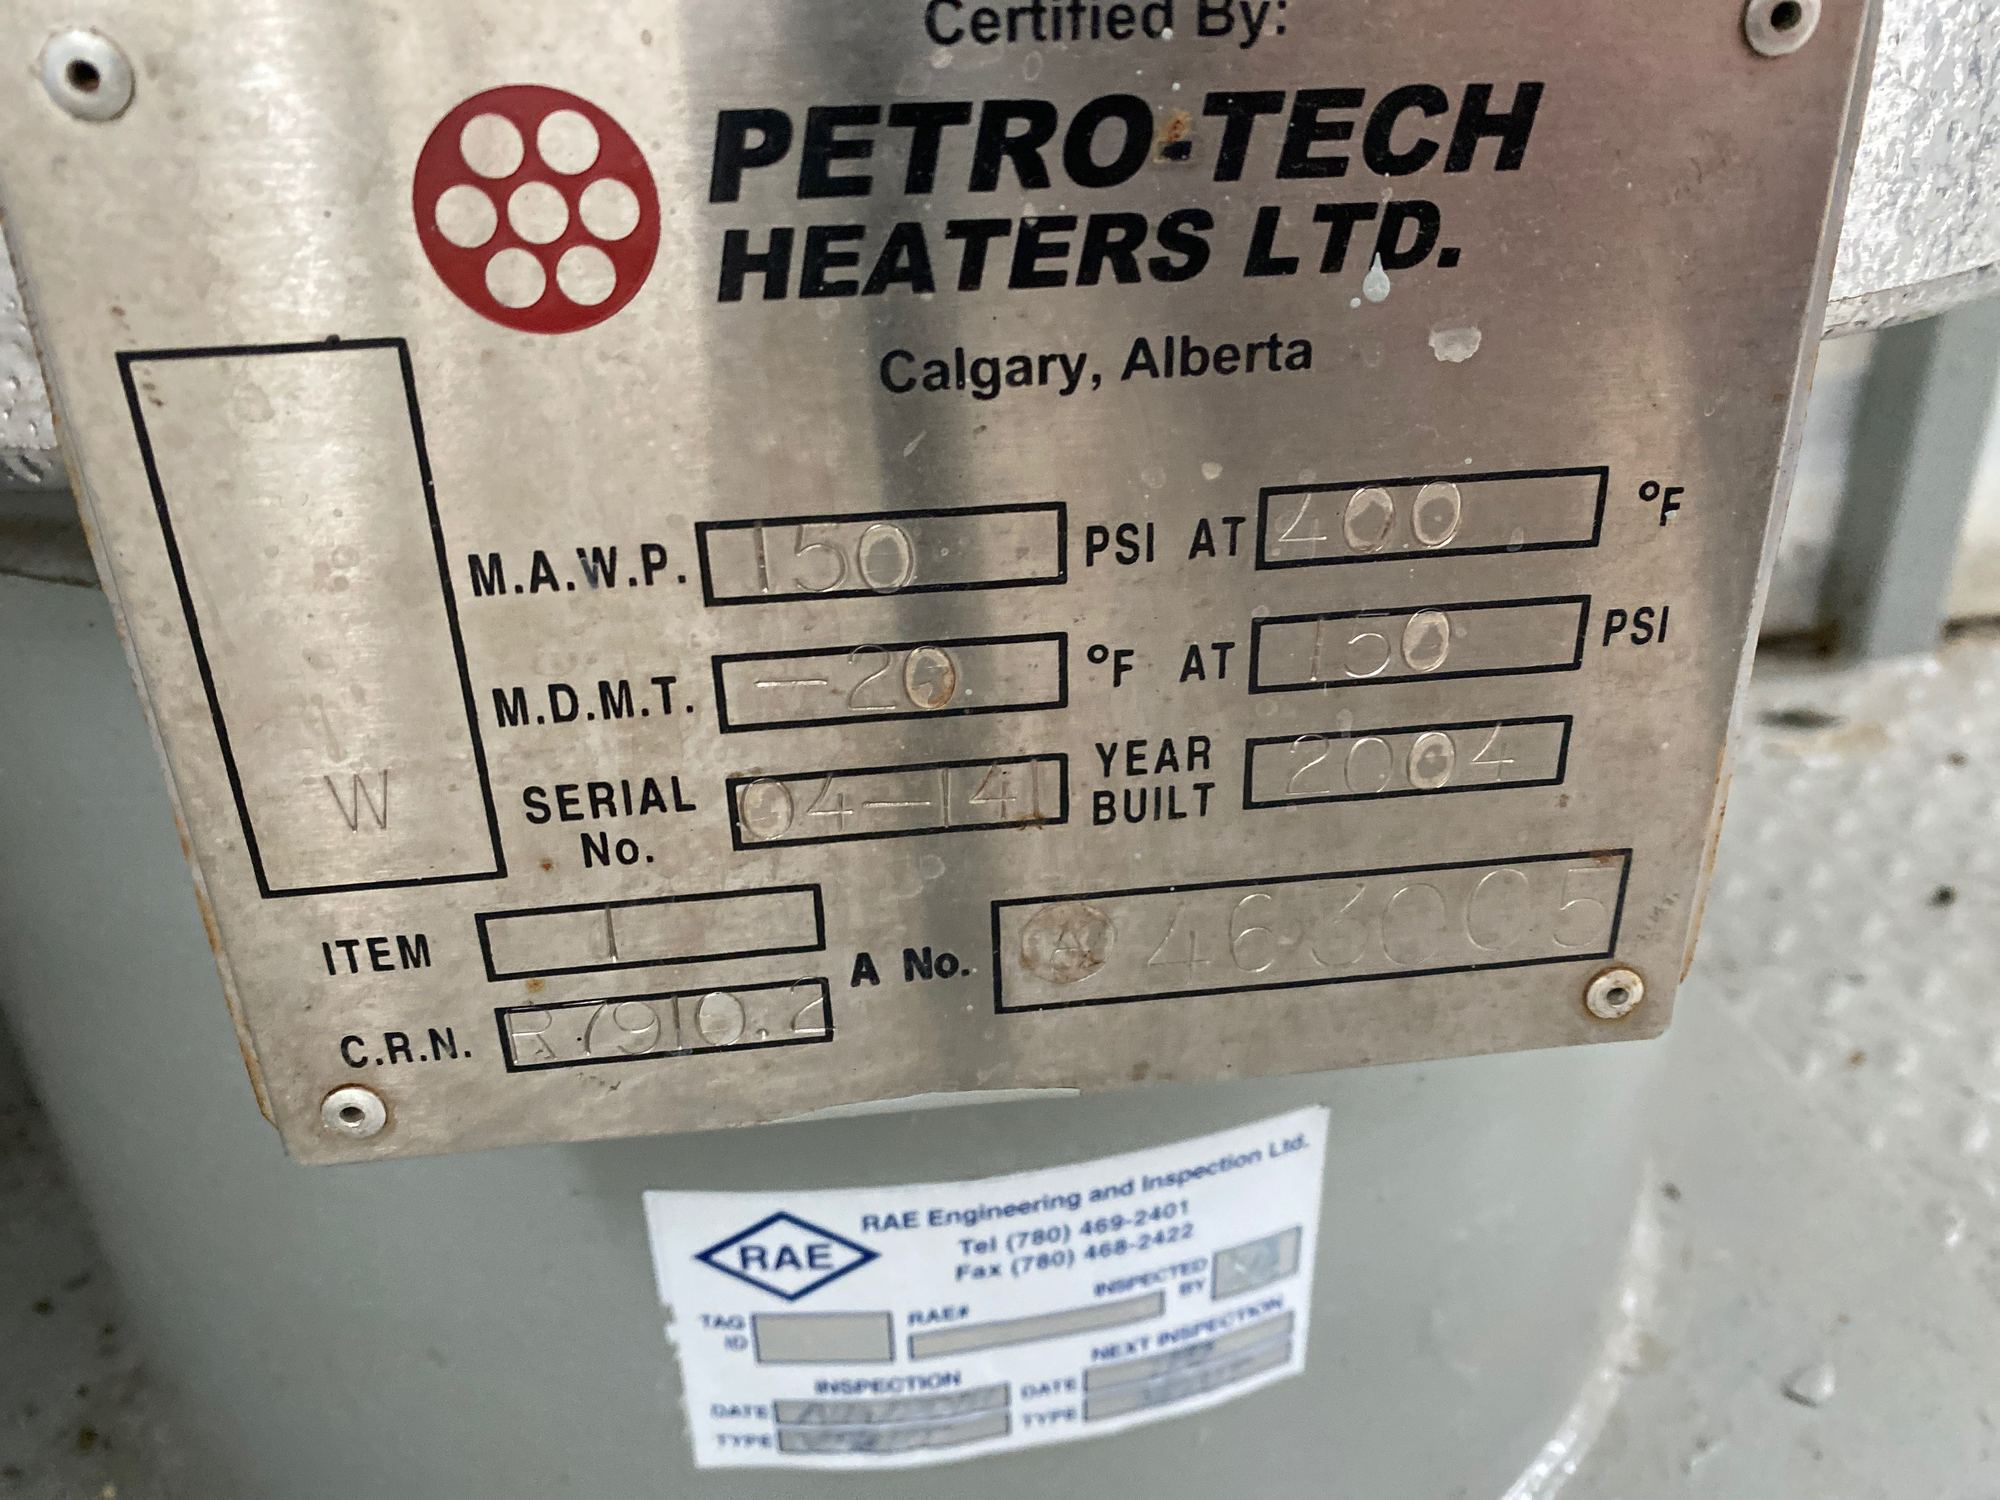 Certified By:
PETRO-TECH
HEATERS LTD.
Calgary, Alberta
M.A.W.P. 150 PSI AT 400 °F
M.D.M.T. -20 °F AT 150 PSI
SERIAL No. 04-141 YEAR BUILT 2004
W
ITEM 1
A No. A 463005
C.R.N. R7910.2
RAE
RAE Engineering and Inspection Ltd.
Tel (780) 469-2401
Fax (780) 468-2422
TAG ID
RAE#
INSPECTED BY
INSPECTION
NEXT INSPECTION
DATE
DATE
TYPE
TYPE